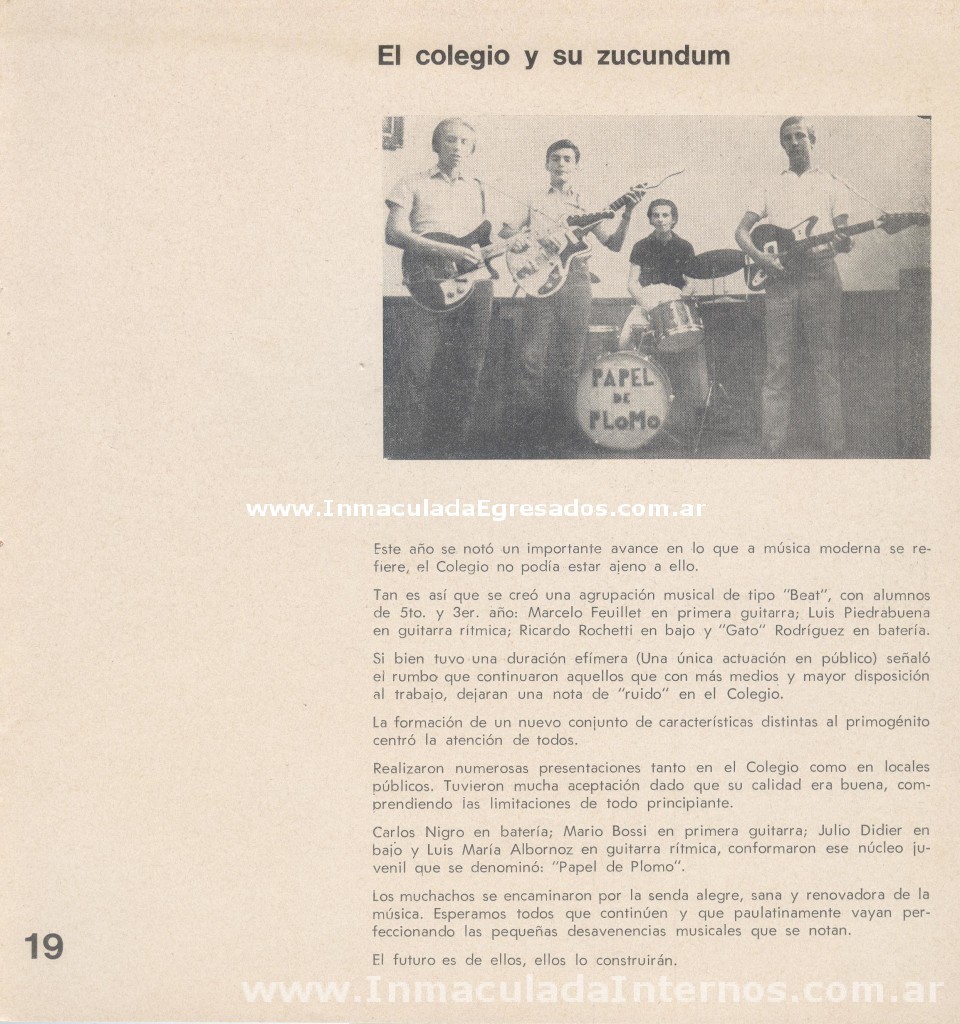 El colegio y su zucundum
PAPEL
DE
PLOMO
www.InmaculadaEgresados.com.ar
Este año se notó un importante avance en lo que a música moderna se re-
fiere, el Colegio no podía estar ajeno a ello.
Tan es así que se creó una agrupación musical de tipo "Beat", con alumnos
de 5to. y 3er. año: Marcelo Feuillet en primera guitarra; Luis Piedrabuena
en guitarra rítmica; Ricardo Rochetti en bajo y "Gato" Rodríguez en batería.
Si bien tuvo una duración efímera (Una única actuación en público) señaló
el rumbo que continuaron aquellos que con más medios y mayor disposición
al trabajo, dejaran una nota de "ruido" en el Colegio.
La formación de un nuevo conjunto de características distintas al primogénito
centró la atención de todos.
Realizaron numerosas presentaciones tanto en el Colegio como en locales
públicos. Tuvieron mucha aceptación dado que su calidad era buena, com-
prendiendo las limitaciones de todo principiante.
Carlos Nigro en batería; Mario Bossi en primera guitarra; Julio Didier en
bajo y Luis María Albornoz en guitarra rítmica, conformaron ese núcleo ju-
venil que se denominó: "Papel de Plomo".
Los muchachos se encaminaron por la senda alegre, sana y renovadora de la
música. Esperamos todos que continúen y que paulatinamente vayan per-
feccionando las pequeñas desavenencias musicales que se notan.
El futuro es de ellos, ellos lo construirán.
19
www.InmaculadaInternos.com.ar